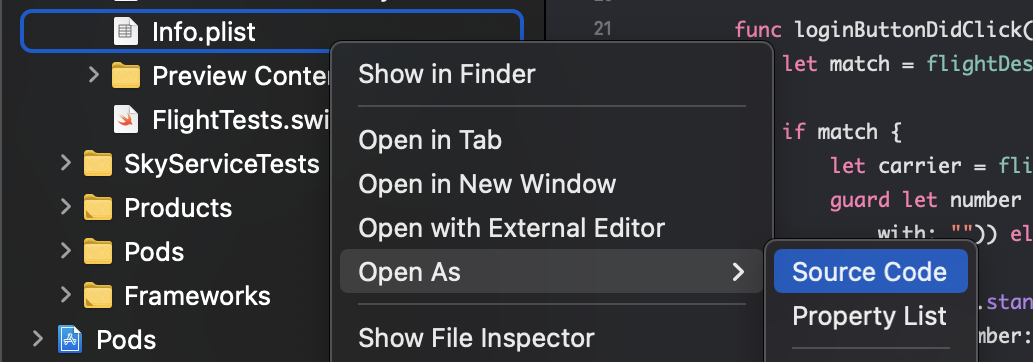 Info.plist
Preview Conte
FlightTests.swi
SkyServiceTests
Products
Pods
Frameworks
Pods
Show in Finder
Open in Tab
Open in New Window
Open with External Editor
Open As
Show File Inspector
Source Code
Property List
21
func loginButtonDidClick(
let match = flightDes
if match {
let carrier = fli
guard let number
with: "")) el
.stan
mber: